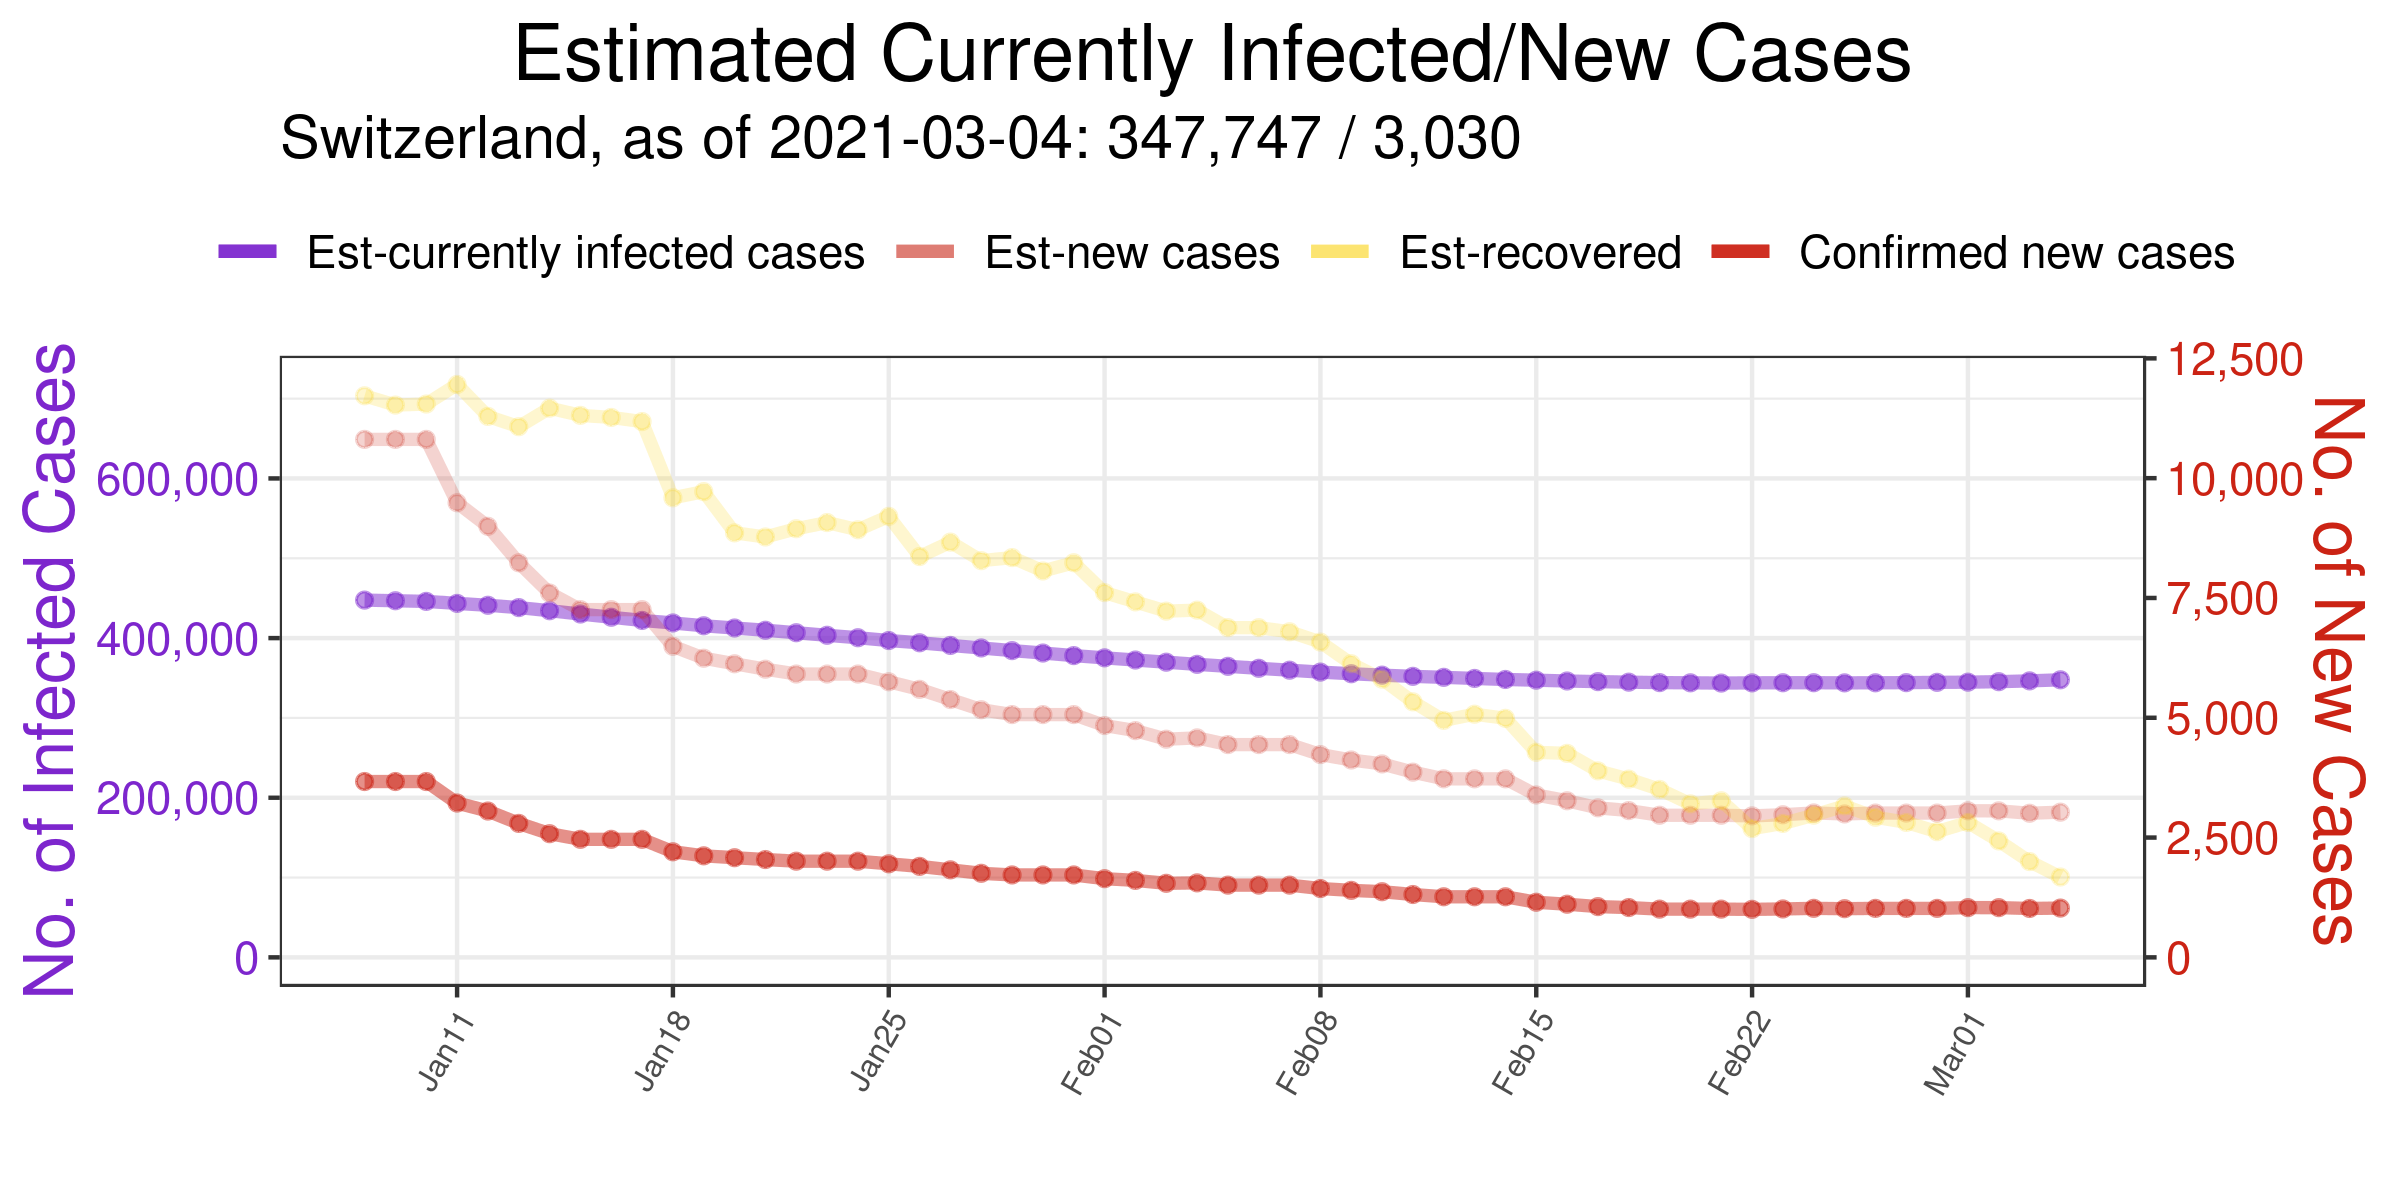 Estimated Currently Infected/New Cases
Switzerland, as of 2021-03-04: 347,747 / 3,030
Est-currently infected cases Est-new cases Est-recovered Confirmed new cases
No. of Infected Cases
600,000
400,000
200,000
0
12,500
10,000
7,500
5,000
2,500
0
No. of New Cases
Jan11 Jan18 Jan25 Feb01 Feb08 Feb15 Feb22 Mar01